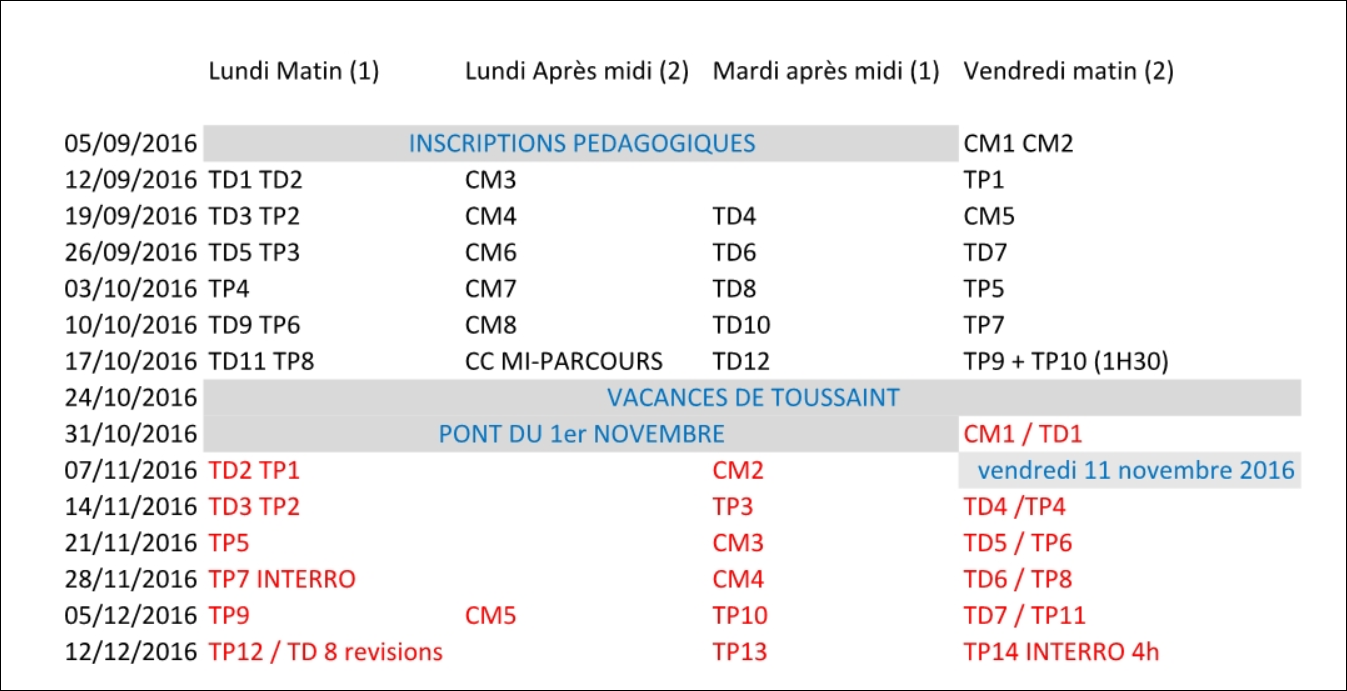 Lundi Matin (1) Lundi Après midi (2) Mardi après midi (1) Vendredi matin (2)
05/09/2016 INSCRIPTIONS PEDAGOGIQUES CM1 CM2
12/09/2016 TD1 TD2 CM3 TP1
19/09/2016 TD3 TP2 CM4 TD4 CM5
26/09/2016 TD5 TP3 CM6 TD6 TD7
03/10/2016 TP4 CM7 TD8 TP5
10/10/2016 TD9 TP6 CM8 TD10 TP7
17/10/2016 TD11 TP8 CC MI-PARCOURS TD12 TP9 + TP10 (1H30)
24/10/2016 VACANCES DE TOUSSAINT
31/10/2016 PONT DU 1er NOVEMBRE CM1 / TD1
07/11/2016 TD2 TP1 CM2 vendredi 11 novembre 2016
14/11/2016 TD3 TP2 TP3 TD4 /TP4
21/11/2016 TP5 CM3 TD5 / TP6
28/11/2016 TP7 INTERRO CM4 TD6 / TP8
05/12/2016 TP9 CM5 TP10 TD7 / TP11
12/12/2016 TP12 / TD 8 revisions TP13 TP14 INTERRO 4h